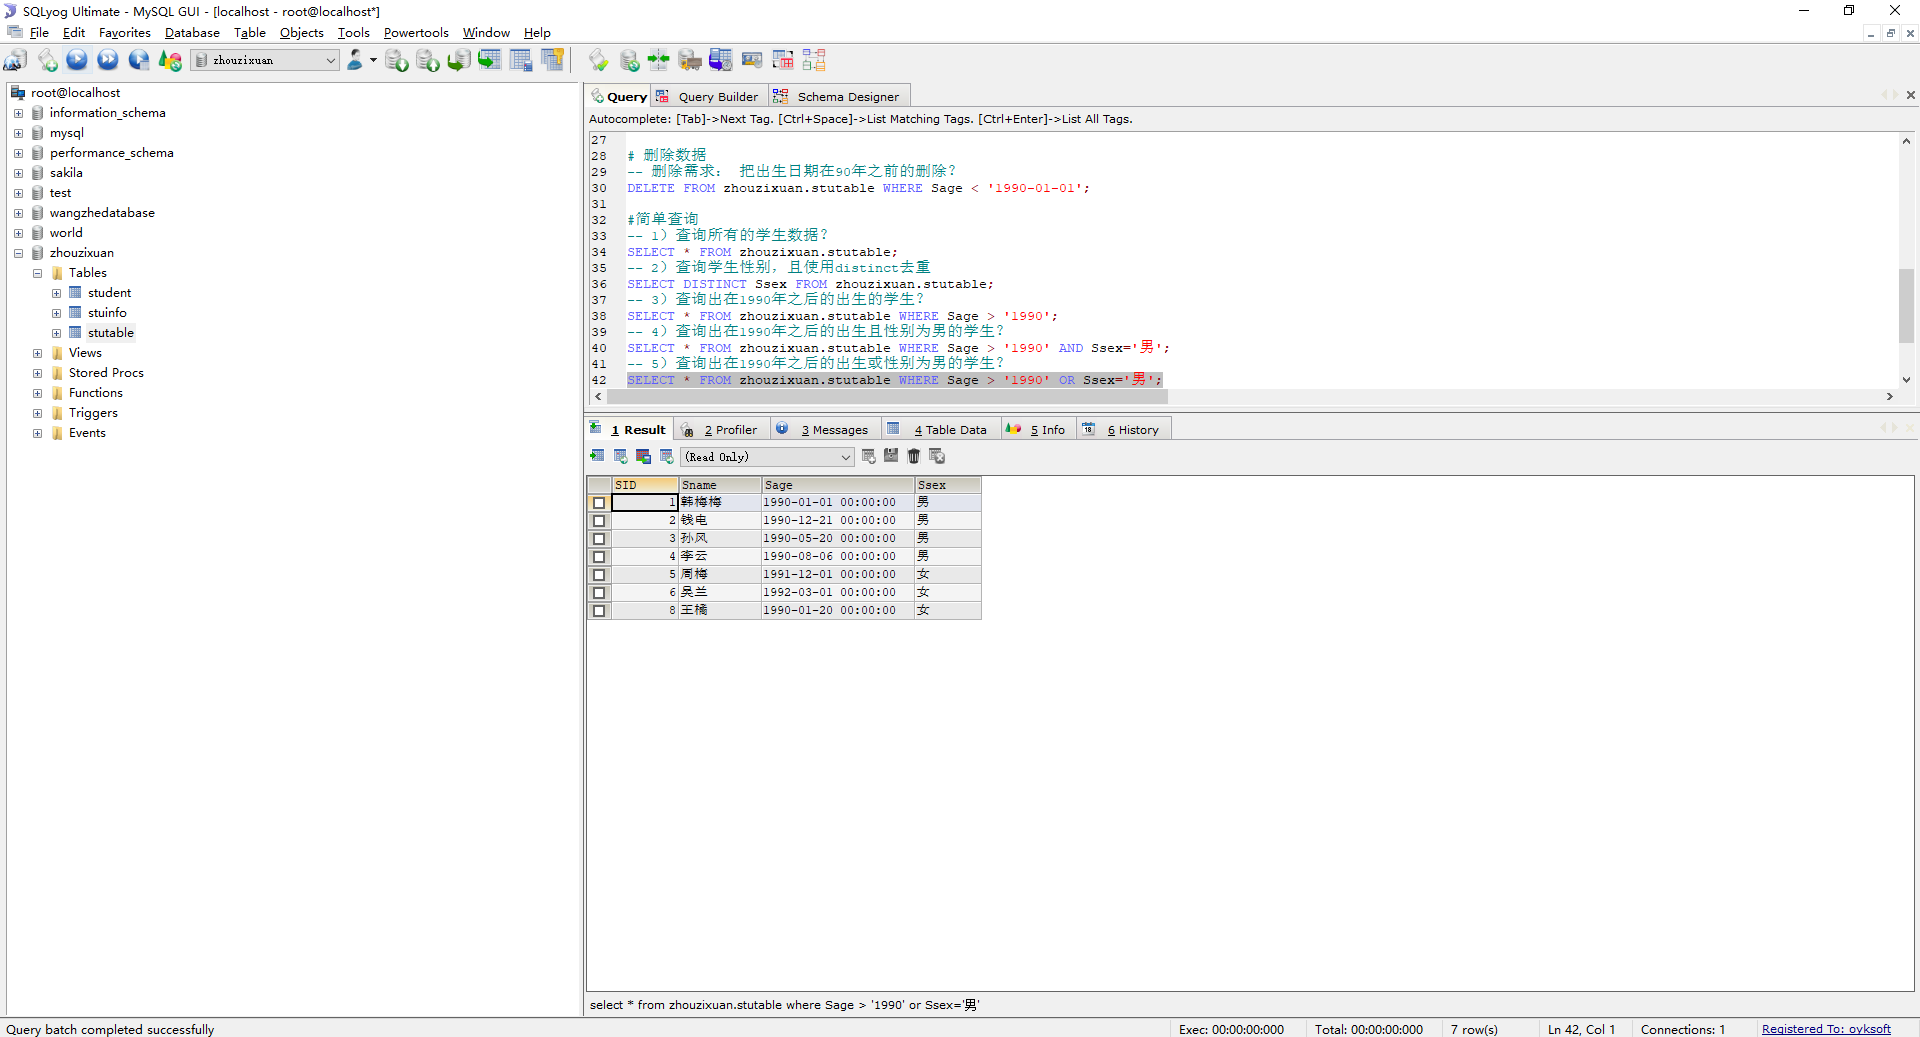 SQLyog Ultimate - MySQL GUI - [localhost - root@localhost*]
File Edit Favorites Database Table Objects Tools Powertools Window Help
zhouzixuan
root@localhost
information_schema
mysql
performance_schema
sakila
test
wangzhedatabase
world
zhouzixuan
Tables
student
stuinfo
stutable
Views
Stored Procs
Functions
Triggers
Events
Query Query Builder Schema Designer
Autocomplete: [Tab]->Next Tag. [Ctrl+Space]->List Matching Tags. [Ctrl+Enter]->List All Tags.
27
28 # 删除数据
29 -- 删除需求： 把出生日期在90年之前的删除？
30 DELETE FROM zhouzixuan.stutable WHERE Sage < '1990-01-01';
31
32 #简单查询
33 -- 1）查询所有的学生数据？
34 SELECT * FROM zhouzixuan.stutable;
35 -- 2）查询学生性别，且使用distinct去重
36 SELECT DISTINCT Ssex FROM zhouzixuan.stutable;
37 -- 3）查询出在1990年之后的出生的学生？
38 SELECT * FROM zhouzixuan.stutable WHERE Sage > '1990';
39 -- 4）查询出在1990年之后的出生且性别为男的学生？
40 SELECT * FROM zhouzixuan.stutable WHERE Sage > '1990' AND Ssex='男';
41 -- 5）查询出在1990年之后的出生或性别为男的学生？
42 SELECT * FROM zhouzixuan.stutable WHERE Sage > '1990' OR Ssex='男';
1 Result 2 Profiler 3 Messages 4 Table Data 5 Info 6 History
(Read Only)
SID Sname Sage Ssex
1 韩梅梅 1990-01-01 00:00:00 男
2 钱电 1990-12-21 00:00:00 男
3 孙风 1990-05-20 00:00:00 男
4 李云 1990-08-06 00:00:00 男
5 周梅 1991-12-01 00:00:00 女
6 吴兰 1992-03-01 00:00:00 女
8 王橘 1990-01-20 00:00:00 女
select * from zhouzixuan.stutable where Sage > '1990' or Ssex='男'
Query batch completed successfully Exec: 00:00:00:000 Total: 00:00:00:000 7 row(s) Ln 42, Col 1 Connections: 1 Registered To: ovksoft